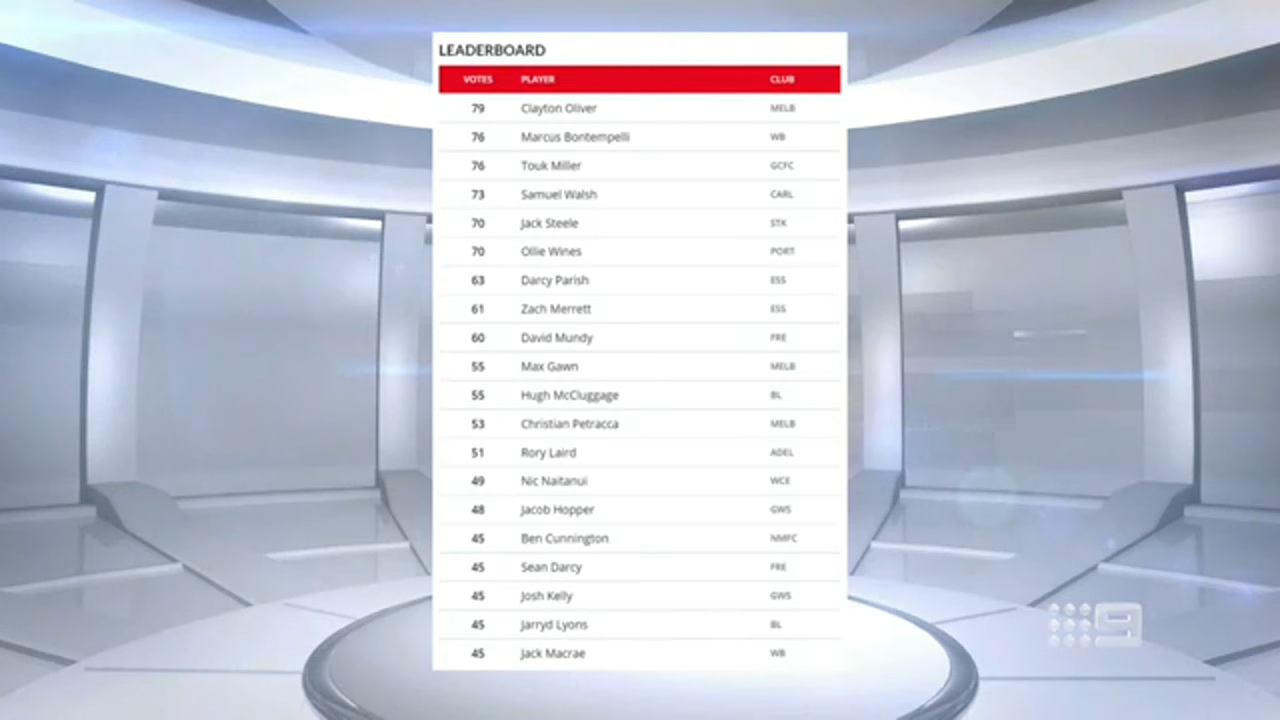 LEADERBOARD
VOTES PLAYER CLUB
79 Clayton Oliver MELB
76 Marcus Bontempelli WB
76 Touk Miller GCFC
73 Samuel Walsh CARL
70 Jack Steele STK
70 Ollie Wines PORT
63 Darcy Parish ESS
61 Zach Merrett ESS
60 David Mundy FRE
55 Max Gawn MELB
55 Hugh McCluggage BL
53 Christian Petracca MELB
51 Rory Laird ADEL
49 Nic Naitanui WCE
48 Jacob Hopper GWS
45 Ben Cunnington NMFC
45 Sean Darcy FRE
45 Josh Kelly GWS
45 Jarryd Lyons BL
45 Jack Macrae WB
9